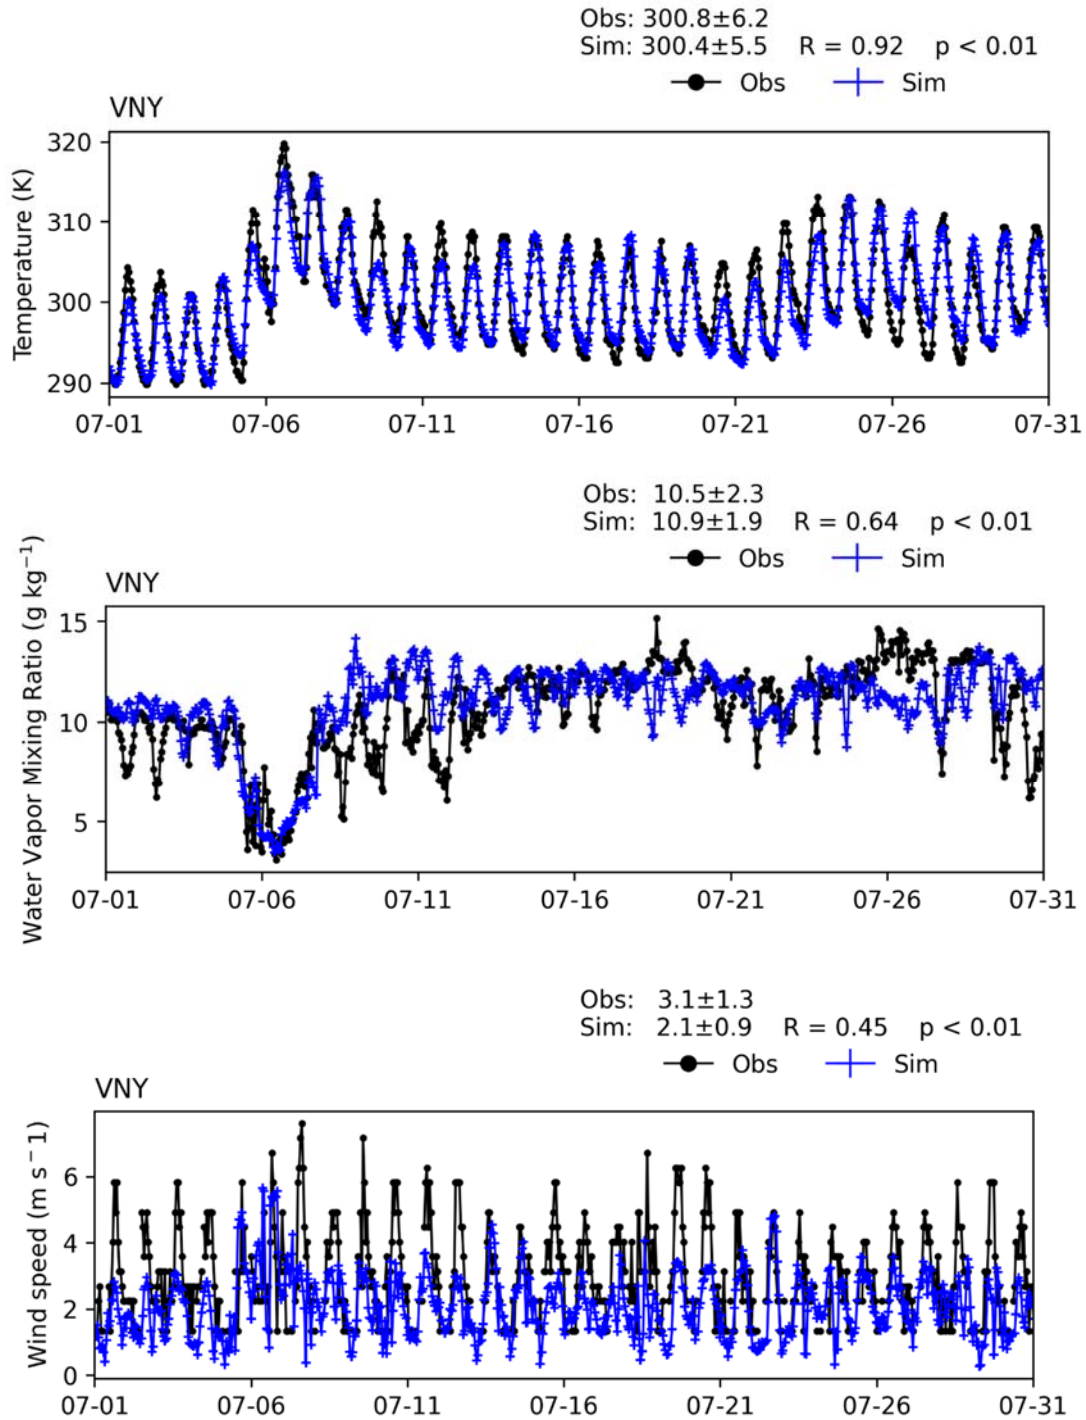 Obs: 300.8±6.2
Sim: 300.4±5.5 R = 0.92 p < 0.01
Obs Sim
VNY
Temperature (K)
320
310
300
290
07-01 07-06 07-11 07-16 07-21 07-26 07-31
Obs: 10.5±2.3
Sim: 10.9±1.9 R = 0.64 p < 0.01
Obs Sim
VNY
Water Vapor Mixing Ratio (g kg⁻¹)
15
10
5
07-01 07-06 07-11 07-16 07-21 07-26 07-31
Obs: 3.1±1.3
Sim: 2.1±0.9 R = 0.45 p < 0.01
Obs Sim
VNY
Wind speed (m s − 1)
6
4
2
0
07-01 07-06 07-11 07-16 07-21 07-26 07-31